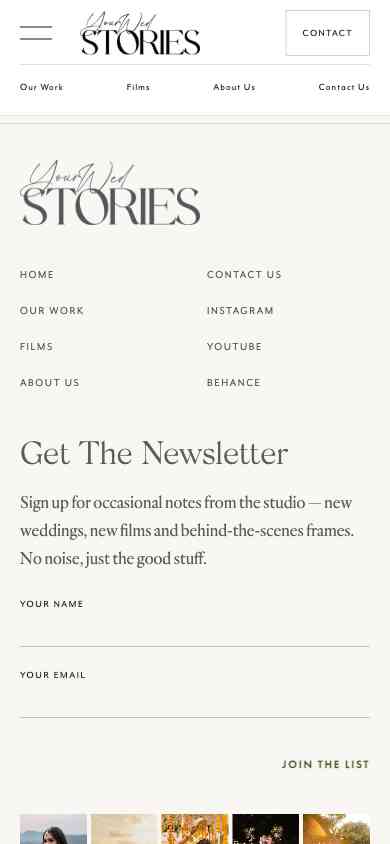 YourWed
STORIES
CONTACT
Our Work
Films
About Us
Contact Us
YourWed
STORIES
HOME
CONTACT US
OUR WORK
INSTAGRAM
FILMS
YOUTUBE
ABOUT US
BEHANCE
Get The Newsletter
Sign up for occasional notes from the studio — new
weddings, new films and behind-the-scenes frames.
No noise, just the good stuff.
YOUR NAME
YOUR EMAIL
JOIN THE LIST